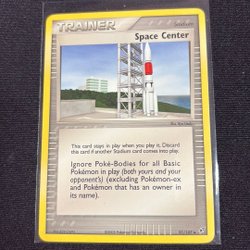 TRAINER
Stadium
Space Center
This card stays in play when you play it. Discard
this card if another Stadium card comes into play.
Ignore Poké-Bodies for all Basic
Pokémon in play (both yours and your
opponent's) (excluding Pokémon-ex
and Pokémon that has an owner in
its name).